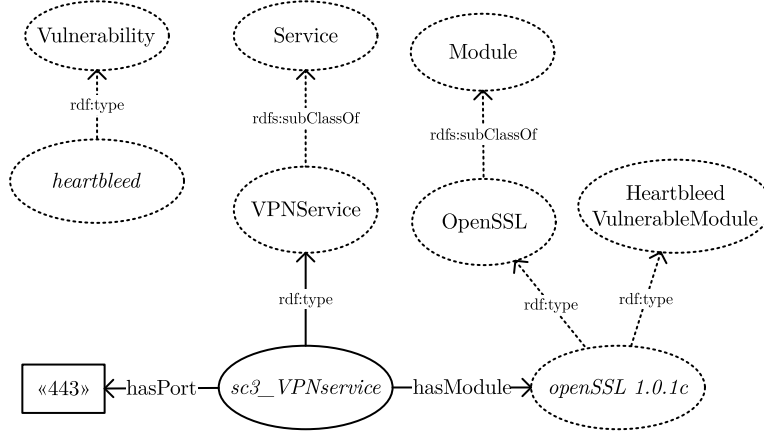 Vulnerability
Service
Module
rdf:type
rdfs:subClassOf
rdfs:subClassOf
heartbleed
VPNService
OpenSSL
Heartbleed
VulnerableModule
rdf:type
rdf:type
rdf:type
«443»
hasPort
sc3_VPNservice
hasModule
openSSL 1.0.1c